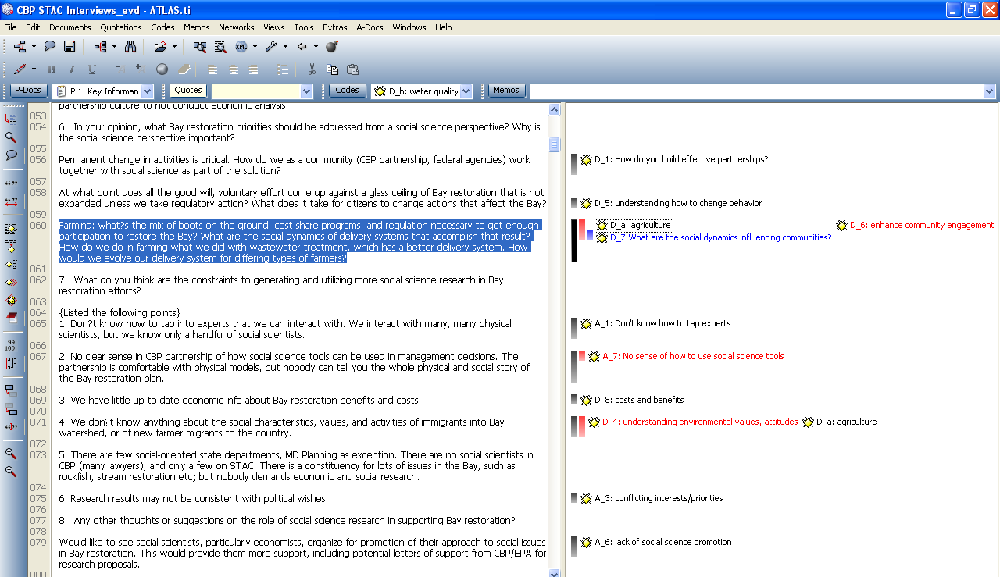 CBP STAC Interviews_evd - ATLAS.ti
File Edit Documents Quotations Codes Memos Networks Views Tools Extras A-Docs Windows Help
XML
B I U
P-Docs P 1: Key Informan Quotes Codes D_b: water quality Memos
partnership culture to not conduct economic analysis.
053
054 6. In your opinion, what Bay restoration priorities should be addressed from a social science perspective? Why is
the social science perspective important?
055
056 Permanent change in activities is critical. How do we as a community (CBP partnership, federal agencies) work
together with social science as part of the solution?
057
058 At what point does all the good will, voluntary effort come up against a glass ceiling of Bay restoration that is not
expanded unless we take regulatory action? What does it take for citizens to change actions that affect the Bay?
059
060 Farming: what?s the mix of boots on the ground, cost-share programs, and regulation necessary to get enough
participation to restore the Bay? What are the social dynamics of delivery systems that accomplish that result?
How do we do in farming what we did with wastewater treatment, which has a better delivery system. How
would we evolve our delivery system for differing types of farmers?
061
062 7. What do you think are the constraints to generating and utilizing more social science research in Bay
restoration efforts?
063
064 {Listed the following points}
065 1. Don?t know how to tap into experts that we can interact with. We interact with many, many physical
scientists, but we know only a handful of social scientists.
066
067 2. No clear sense in CBP partnership of how social science tools can be used in management decisions. The
partnership is comfortable with physical models, but nobody can tell you the whole physical and social story of
the Bay restoration plan.
068
069 3. We have little up-to-date economic info about Bay restoration benefits and costs.
070
071 4. We don?t know anything about the social characteristics, values, and activities of immigrants into Bay
watershed, or of new farmer migrants to the country.
072
073 5. There are few social-oriented state departments, MD Planning as exception. There are no social scientists in
CBP (many lawyers), and only a few on STAC. There is a constituency for lots of issues in the Bay, such as
rockfish, stream restoration etc; but nobody demands economic and social research.
074
075 6. Research results may not be consistent with political wishes.
076
077 8. Any other thoughts or suggestions on the role of social science research in supporting Bay restoration?
078
079 Would like to see social scientists, particularly economists, organize for promotion of their approach to social issues
in Bay restoration. This would provide them more support, including potential letters of support from CBP/EPA for
research proposals.
080
D_1: How do you build effective partnerships?
D_5: understanding how to change behavior
D_a: agriculture D_6: enhance community engagement
D_7:What are the social dynamics influencing communities?
A_1: Don't know how to tap experts
A_7: No sense of how to use social science tools
D_8: costs and benefits
D_4: understanding environmental values, attitudes D_a: agriculture
A_3: conflicting interests/priorities
A_6: lack of social science promotion
99
100